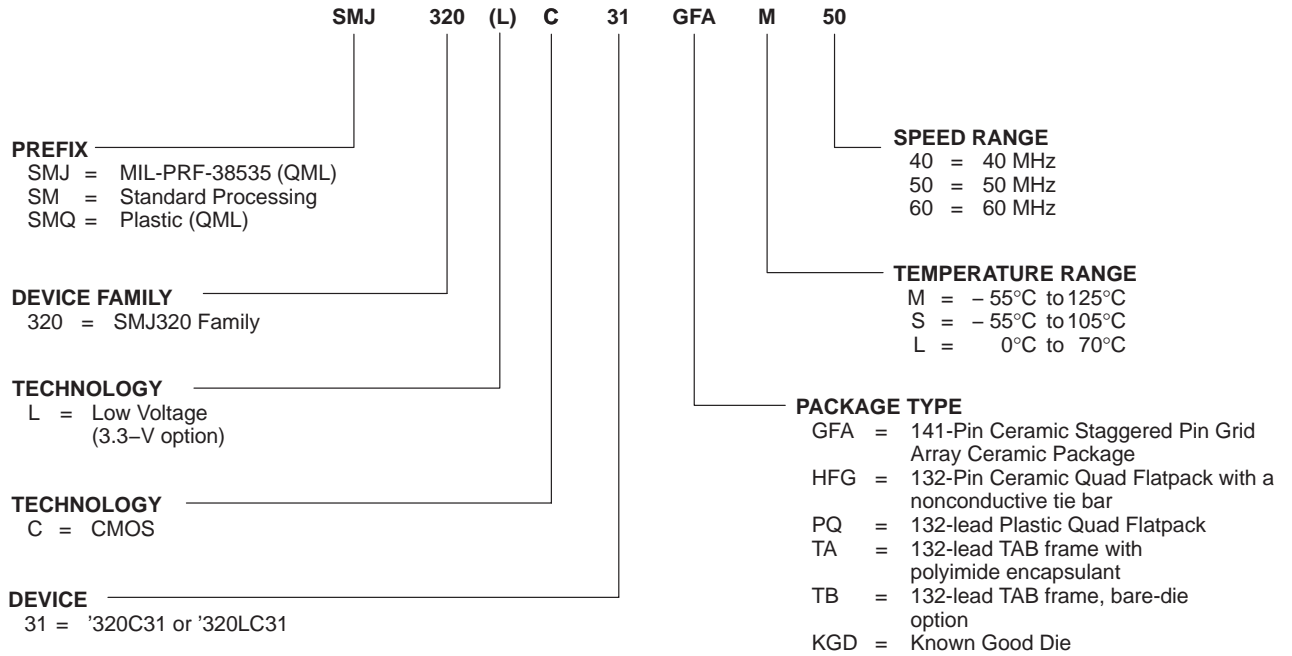 SMJ 320 (L) C 31 GFA M 50
PREFIX
SMJ = MIL-PRF-38535 (QML)
SM = Standard Processing
SMQ = Plastic (QML)
DEVICE FAMILY
320 = SMJ320 Family
TECHNOLOGY
L = Low Voltage
(3.3−V option)
TECHNOLOGY
C = CMOS
DEVICE
31 = '320C31 or '320LC31
SPEED RANGE
40 = 40 MHz
50 = 50 MHz
60 = 60 MHz
TEMPERATURE RANGE
M = – 55°C to 125°C
S = – 55°C to 105°C
L = 0°C to 70°C
PACKAGE TYPE
GFA = 141-Pin Ceramic Staggered Pin Grid
Array Ceramic Package
HFG = 132-Pin Ceramic Quad Flatpack with a
nonconductive tie bar
PQ = 132-lead Plastic Quad Flatpack
TA = 132-lead TAB frame with
polyimide encapsulant
TB = 132-lead TAB frame, bare-die
option
KGD = Known Good Die